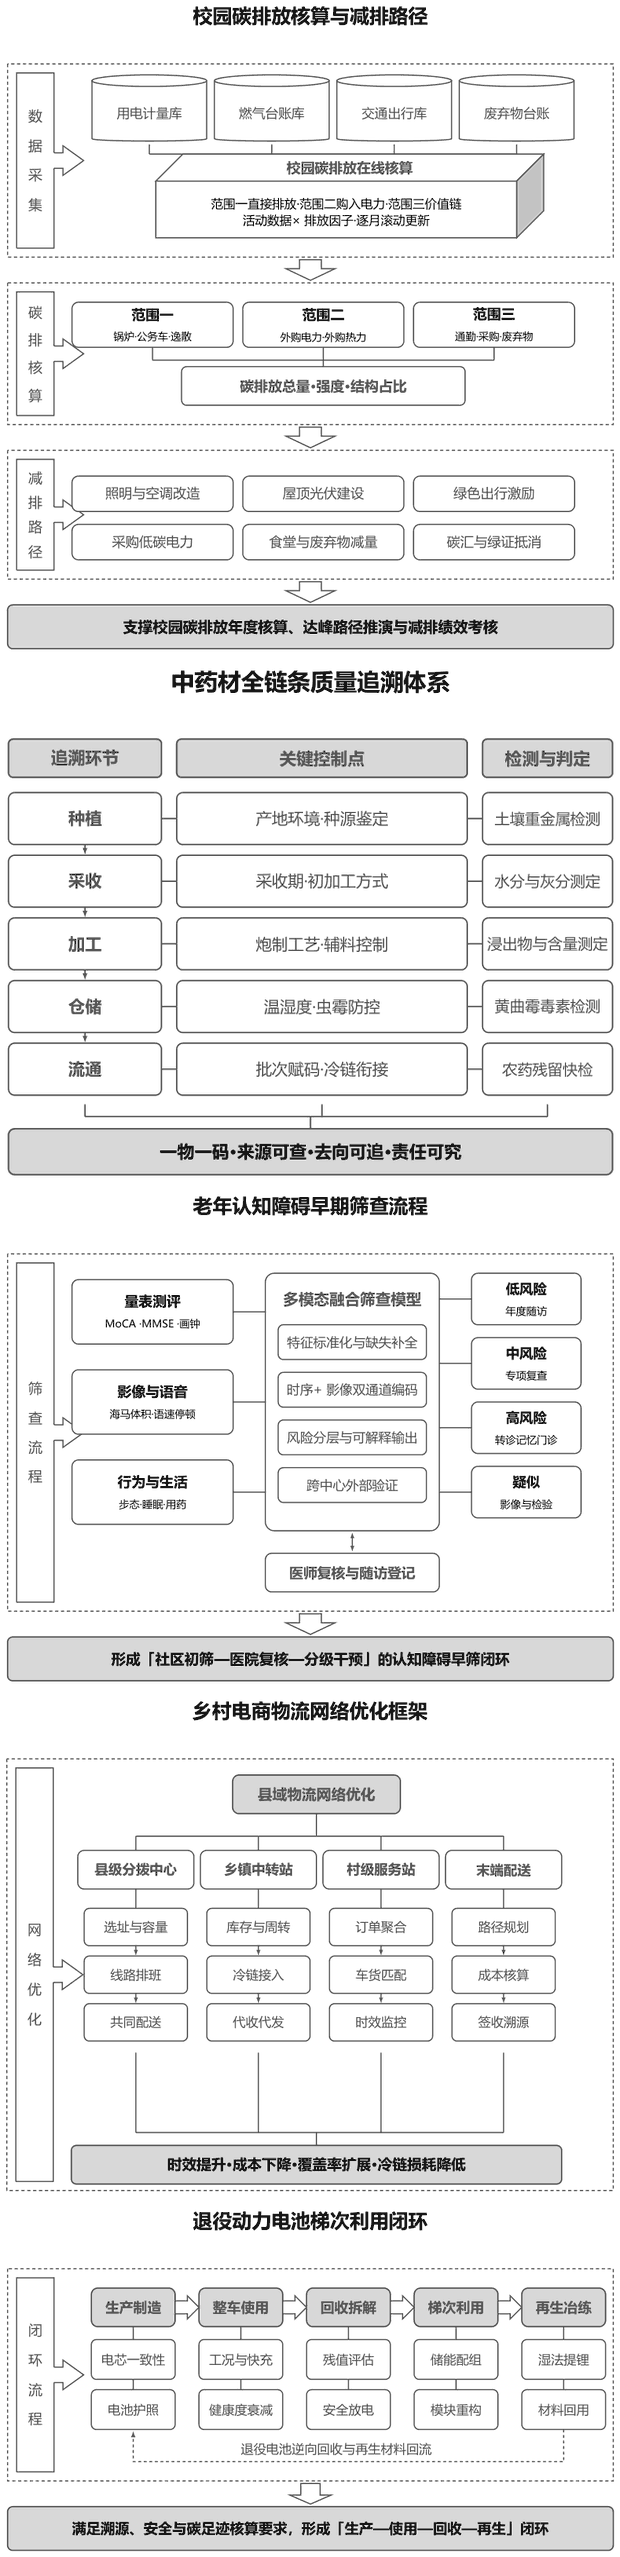 校园碳排放核算与减排路径
数据采集
用电计量库
燃气台账库
交通出行库
废弃物台账
校园碳排放在线核算
范围一直接排放·范围二购入电力·范围三价值链
活动数据× 排放因子·逐月滚动更新
碳排核算
范围一
锅炉·公务车·逸散
范围二
外购电力·外购热力
范围三
通勤·采购·废弃物
碳排放总量·强度·结构占比
减排路径
照明与空调改造
屋顶光伏建设
绿色出行激励
采购低碳电力
食堂与废弃物减量
碳汇与绿证抵消
支撑校园碳排放年度核算、达峰路径推演与减排绩效考核
中药材全链条质量追溯体系
追溯环节
关键控制点
检测与判定
种植
产地环境·种源鉴定
土壤重金属检测
采收
采收期·初加工方式
水分与灰分测定
加工
炮制工艺·辅料控制
浸出物与含量测定
仓储
温湿度·虫霉防控
黄曲霉毒素检测
流通
批次赋码·冷链衔接
农药残留快检
一物一码·来源可查·去向可追·责任可究
老年认知障碍早期筛查流程
筛查流程
量表测评
MoCA ·MMSE ·画钟
影像与语音
海马体积·语速停顿
行为与生活
步态·睡眠·用药
多模态融合筛查模型
特征标准化与缺失补全
时序+ 影像双通道编码
风险分层与可解释输出
跨中心外部验证
医师复核与随访登记
低风险
年度随访
中风险
专项复查
高风险
转诊记忆门诊
疑似
影像与检验
形成「社区初筛—医院复核—分级干预」的认知障碍早筛闭环
乡村电商物流网络优化框架
网络优化
县域物流网络优化
县级分拨中心
乡镇中转站
村级服务站
末端配送
选址与容量
库存与周转
订单聚合
路径规划
线路排班
冷链接入
车货匹配
成本核算
共同配送
代收代发
时效监控
签收溯源
时效提升·成本下降·覆盖率扩展·冷链损耗降低
退役动力电池梯次利用闭环
闭环流程
生产制造
整车使用
回收拆解
梯次利用
再生冶炼
电芯一致性
工况与快充
残值评估
储能配组
湿法提锂
电池护照
健康度衰减
安全放电
模块重构
材料回用
退役电池逆向回收与再生材料回流
满足溯源、安全与碳足迹核算要求，形成「生产—使用—回收—再生」闭环